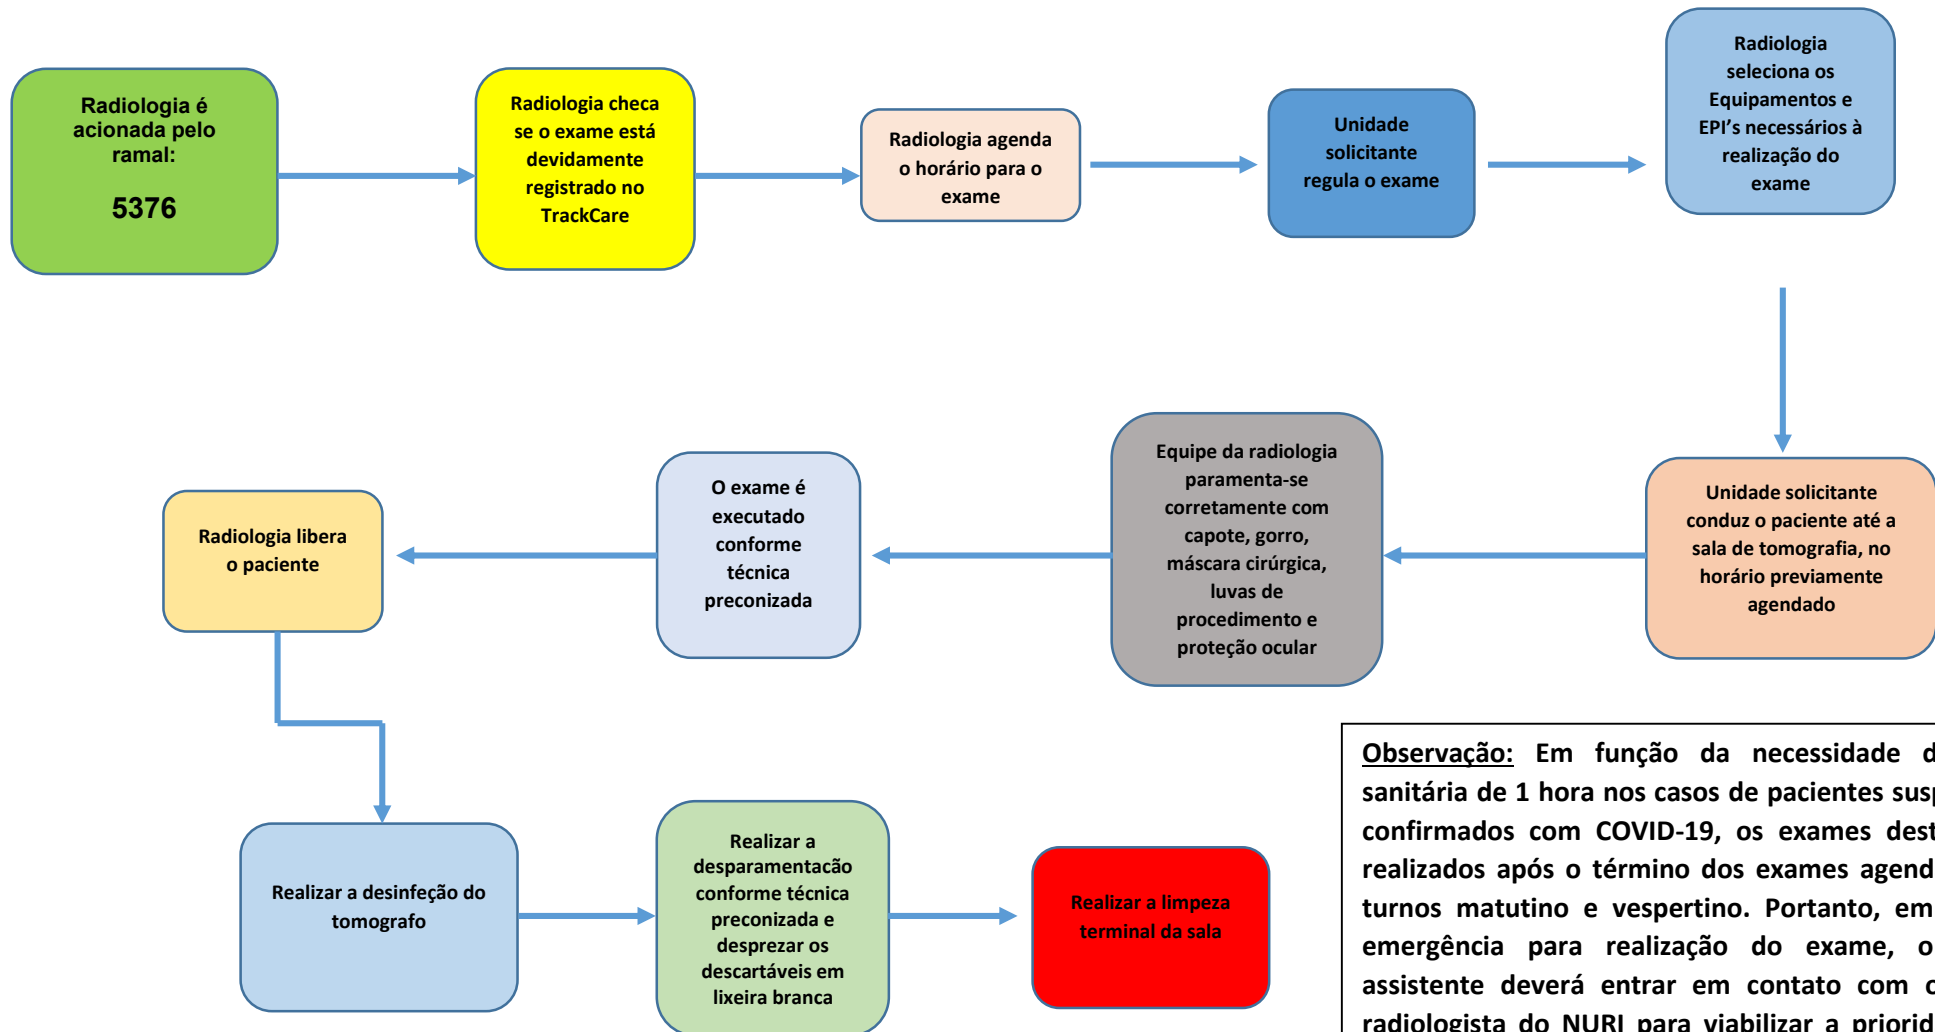 Radiologia é
acionada pelo
ramal:
5376
Radiologia checa
se o exame está
devidamente
registrado no
TrackCare
Radiologia agenda
o horário para o
exame
Unidade
solicitante
regula o exame
Radiologia
seleciona os
Equipamentos e
EPI’s necessários à
realização do
exame
Unidade solicitante
conduz o paciente até a
sala de tomografia, no
horário previamente
agendado
Equipe da radiologia
paramenta-se
corretamente com
capote, gorro,
máscara cirúrgica,
luvas de
procedimento e
proteção ocular
O exame é
executado
conforme
técnica
preconizada
Radiologia libera
o paciente
Realizar a desinfeção do
tomografo
Realizar a
desparamentacão
conforme técnica
preconizada e
desprezar os
descartáveis em
lixeira branca
Realizar a limpeza
terminal da sala
Observação: Em função da necessidade
sanitária de 1 hora nos casos de pacientes
confirmados com COVID-19, os exames
realizados após o término dos exames
turnos matutino e vespertino. Portanto, em
emergência para realização do exame, o
assistente deverá entrar em contato com
radiologista do NURI para viabilizar a